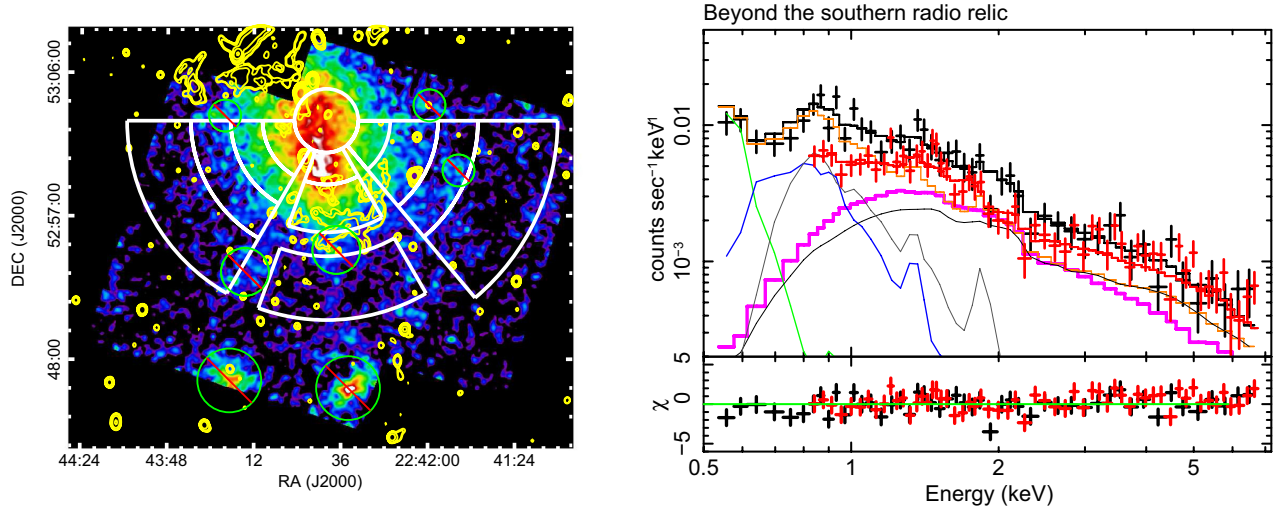 53:06:00
52:57:00
48:00
DEC (J2000)
44:24 43:48 12 36 22:42:00 41:24
RA (J2000)
Beyond the southern radio relic
0.01
10⁻³
counts sec⁻¹ keV⁻¹
5
0
−5
χ
0.5 1 2 5
Energy (keV)